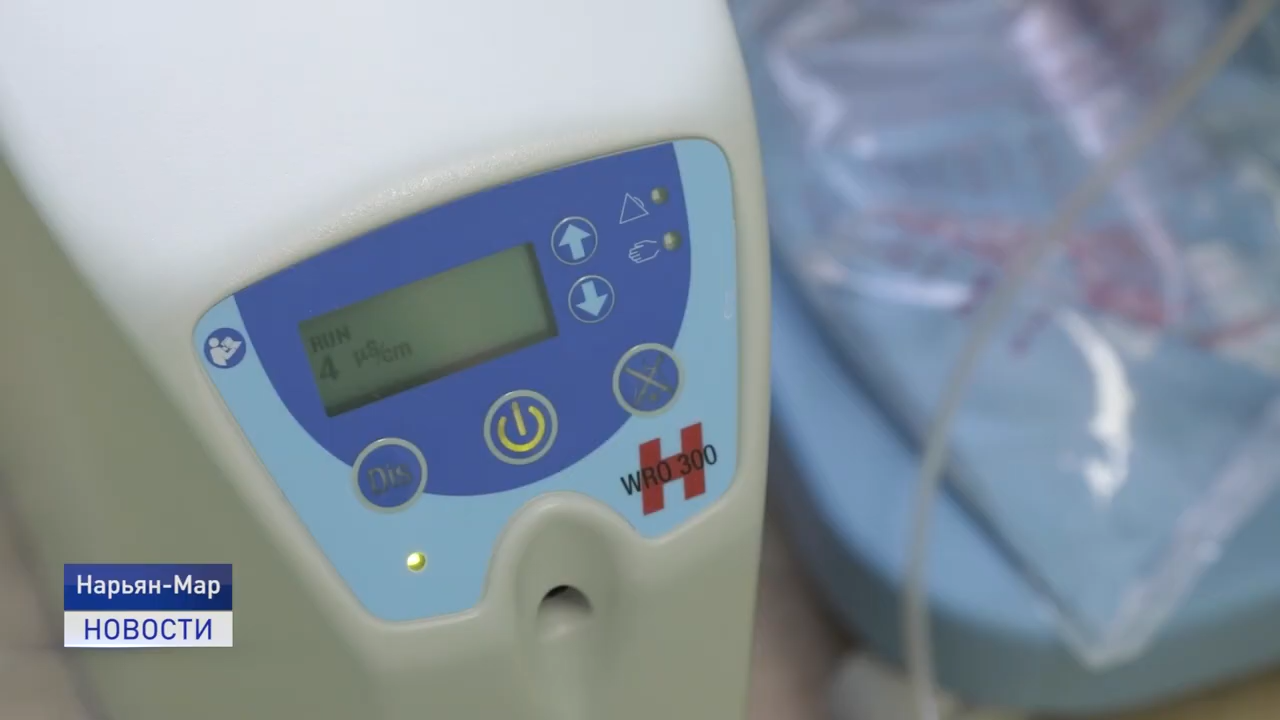 RUN
4 µS/cm
Dis
WRO 300
H
Нарьян-Мар
НОВОСТИ